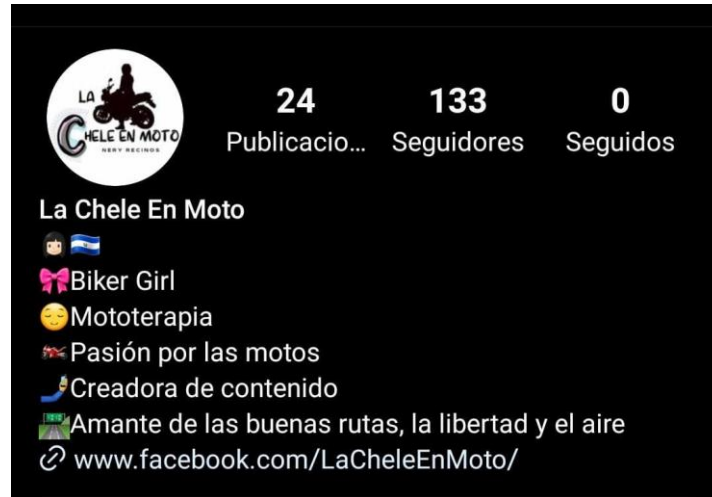 LA
CHELE EN MOTO
NERY RECINOS
24 133 0
Publicacio... Seguidores Seguidos
La Chele En Moto
👩🏻🇸🇻
🎀Biker Girl
😌Mototerapia
🏍️Pasión por las motos
🤳Creadora de contenido
🛣️Amante de las buenas rutas, la libertad y el aire
www.facebook.com/LaCheleEnMoto/